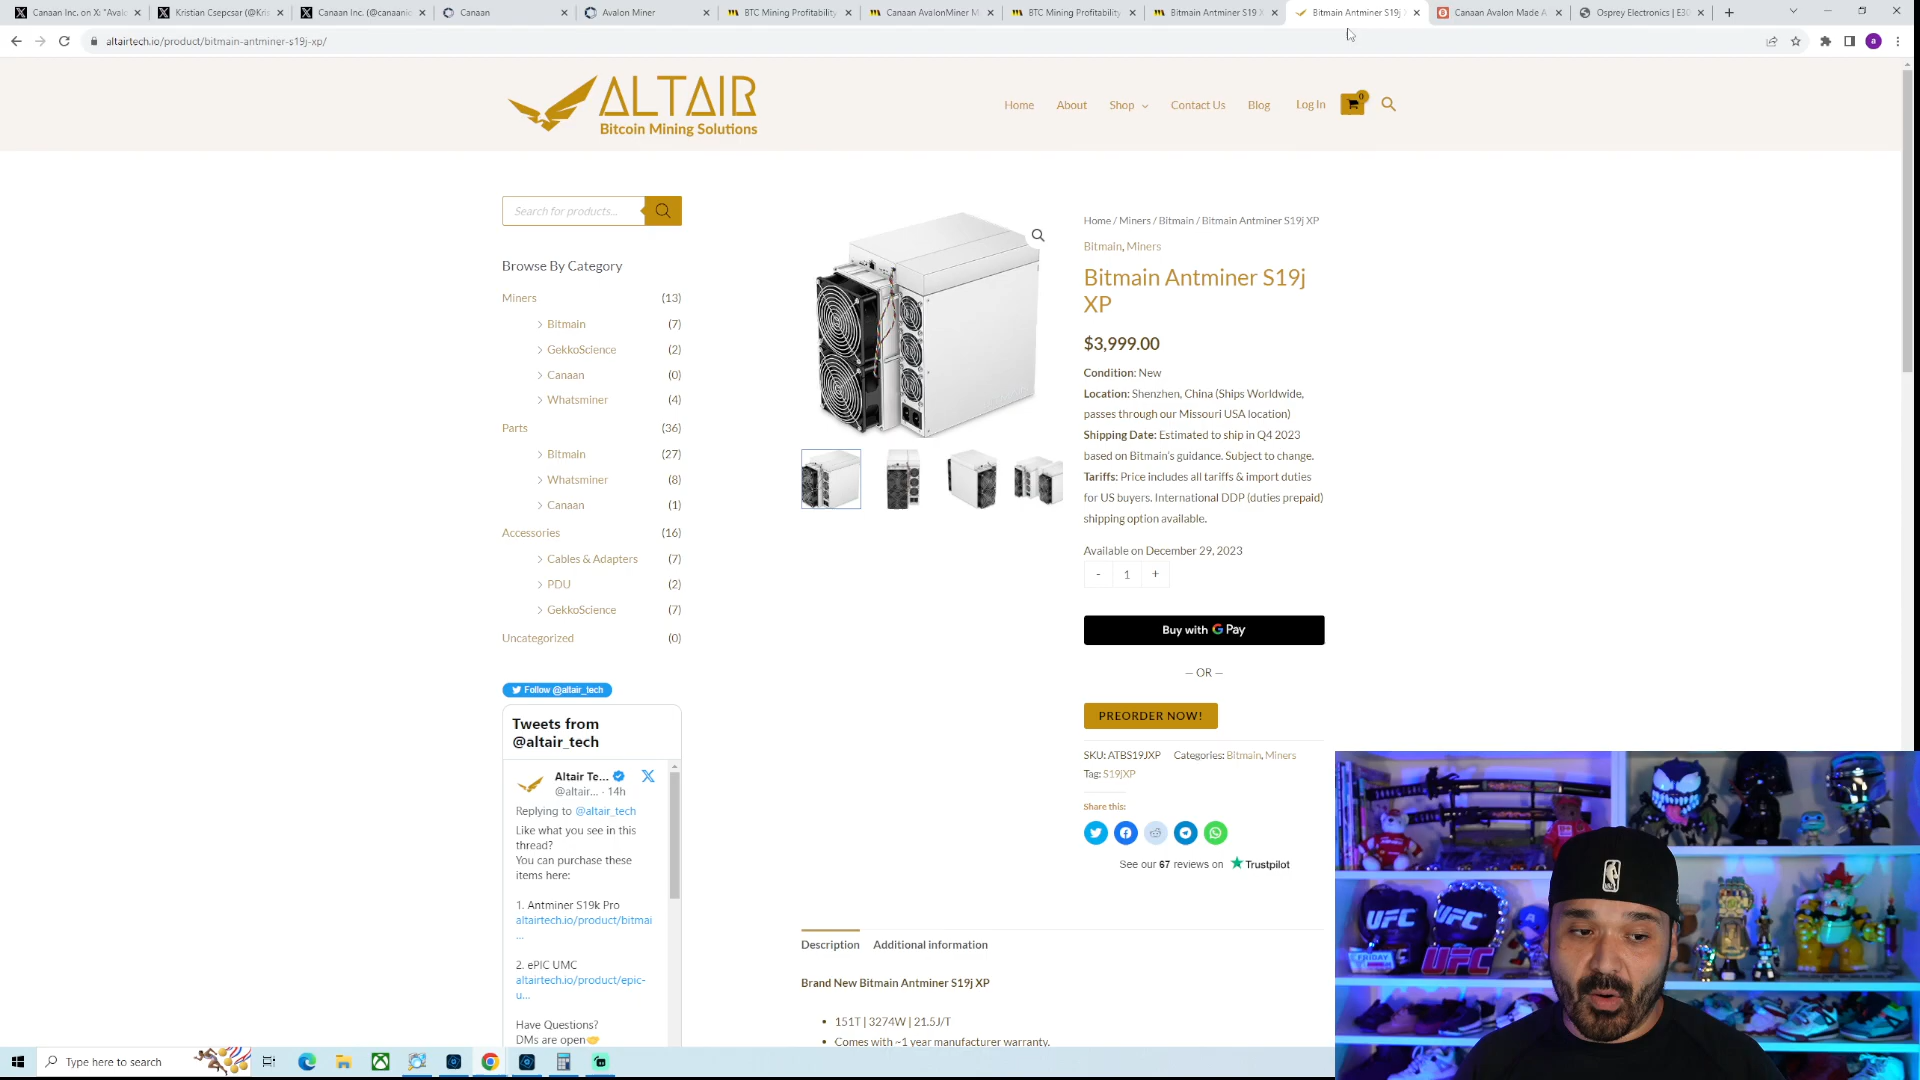 Canaan Inc. on X: "Avalo
Kristian Csepcsar (@Kris
Canaan Inc. (@canaanio
Canaan
Avalon Miner
BTC Mining Profitability
Canaan AvalonMiner M
BTC Mining Profitability
Bitmain Antminer S19 X
Bitmain Antminer S19j X
Canaan Avalon Made A
Osprey Electronics | E30
altairtech.io/product/bitmain-antminer-s19j-xp/
a
ALTAIR
Bitcoin Mining Solutions
Home
About
Shop
Contact Us
Blog
Log In
0
Search for products...
Browse By Category
Miners (13)
Bitmain (7)
GekkoScience (2)
Canaan (0)
Whatsminer (4)
Parts (36)
Bitmain (27)
Whatsminer (8)
Canaan (1)
Accessories (16)
Cables & Adapters (7)
PDU (2)
GekkoScience (7)
Uncategorized (0)
Follow @altair_tech
Tweets from
@altair_tech
Altair Te...
@altair... · 14h
Replying to @altair_tech
Like what you see in this
thread?
You can purchase these
items here:
1. Antminer S19k Pro
altairtech.io/product/bitmai
...
2. ePIC UMC
altairtech.io/product/epic-
u...
Have Questions?
DMs are open
Home / Miners / Bitmain / Bitmain Antminer S19j XP
Bitmain, Miners
Bitmain Antminer S19j
XP
$3,999.00
Condition: New
Location: Shenzhen, China (Ships Worldwide,
passes through our Missouri USA location)
Shipping Date: Estimated to ship in Q4 2023
based on Bitmain's guidance. Subject to change.
Tariffs: Price includes all tariffs & import duties
for US buyers. International DDP (duties prepaid)
shipping option available.
Available on December 29, 2023
- 1 +
Buy with G Pay
— OR —
PREORDER NOW!
SKU: ATBS19JXP Categories: Bitmain, Miners
Tag: S19jXP
Share this:
See our 67 reviews on Trustpilot
Description
Additional information
Brand New Bitmain Antminer S19j XP
• 151T | 3274W | 21.5J/T
• Comes with ~1 year manufacturer warranty.
UFC
UFC
FRIDAY
UFC
Type here to search